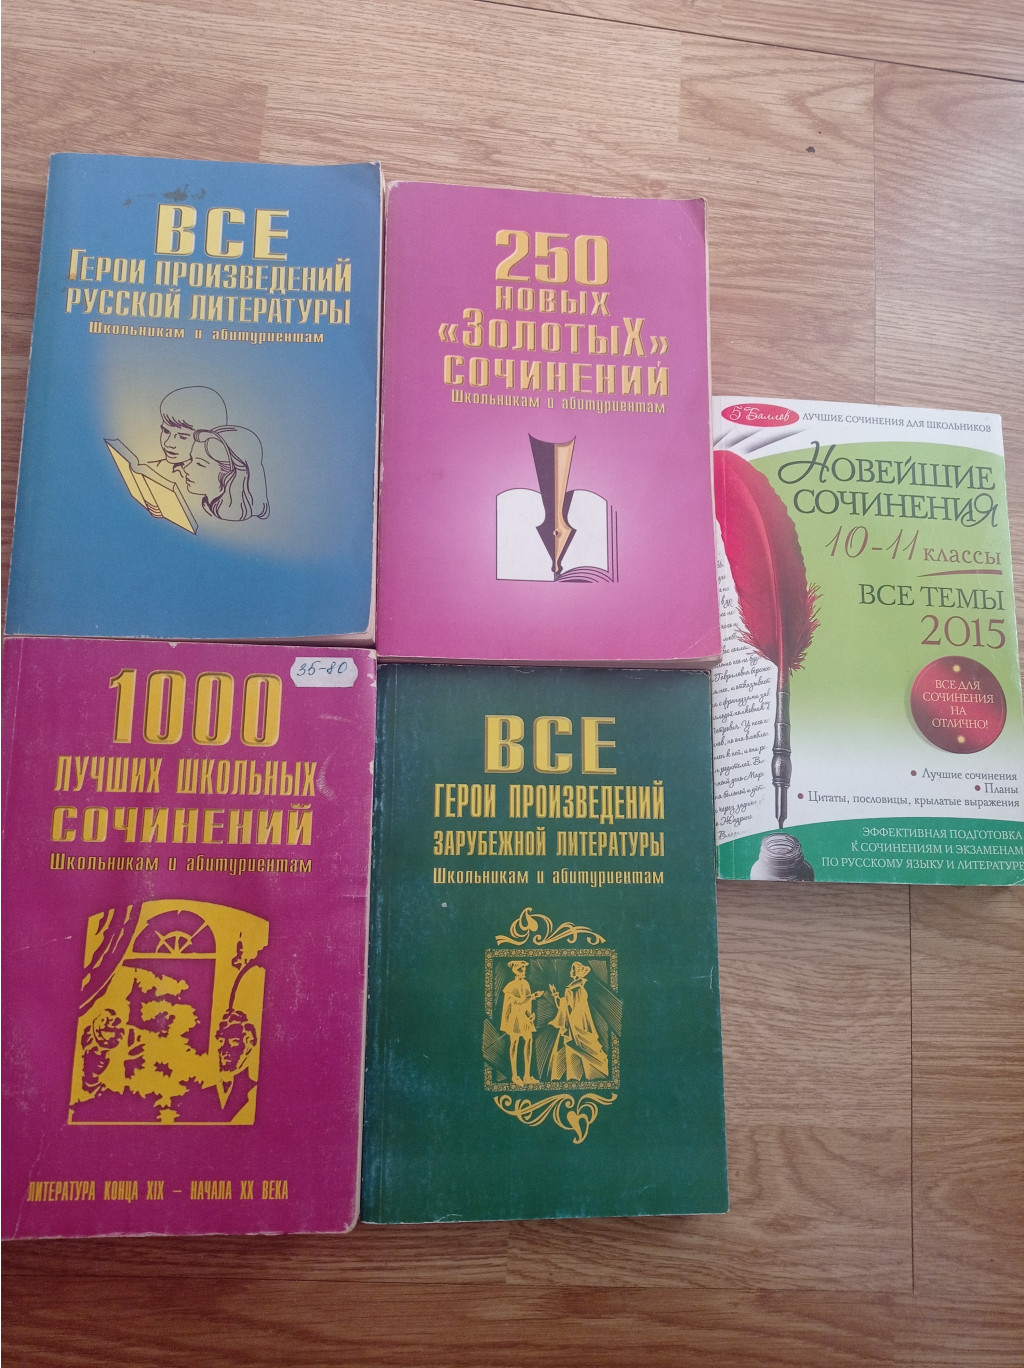 ВСЕ
ГЕРОИ ПРОИЗВЕДЕНИЙ
РУССКОЙ ЛИТЕРАТУРЫ
Школьникам и абитуриентам
250
НОВЫХ
«ЗОЛОТЫХ»
СОЧИНЕНИЙ
Школьникам и абитуриентам
5 Баллов
ЛУЧШИЕ СОЧИНЕНИЯ ДЛЯ ШКОЛЬНИКОВ
НОВЕЙШИЕ
СОЧИНЕНИЯ
10-11 классы
ВСЕ ТЕМЫ
2015
ВСЕ ДЛЯ
СОЧИНЕНИЯ
НА
ОТЛИЧНО!
• Лучшие сочинения
• Планы
• Цитаты, пословицы, крылатые выражения
ЭФФЕКТИВНАЯ ПОДГОТОВКА
К СОЧИНЕНИЯМ И ЭКЗАМЕНАМ
ПО РУССКОМУ ЯЗЫКУ И ЛИТЕРАТУРЕ
35-80
1000
ЛУЧШИХ ШКОЛЬНЫХ
СОЧИНЕНИЙ
Школьникам и абитуриентам
ЛИТЕРАТУРА КОНЦА XIX – НАЧАЛА XX ВЕКА
ВСЕ
ГЕРОИ ПРОИЗВЕДЕНИЙ
ЗАРУБЕЖНОЙ ЛИТЕРАТУРЫ
Школьникам и абитуриентам